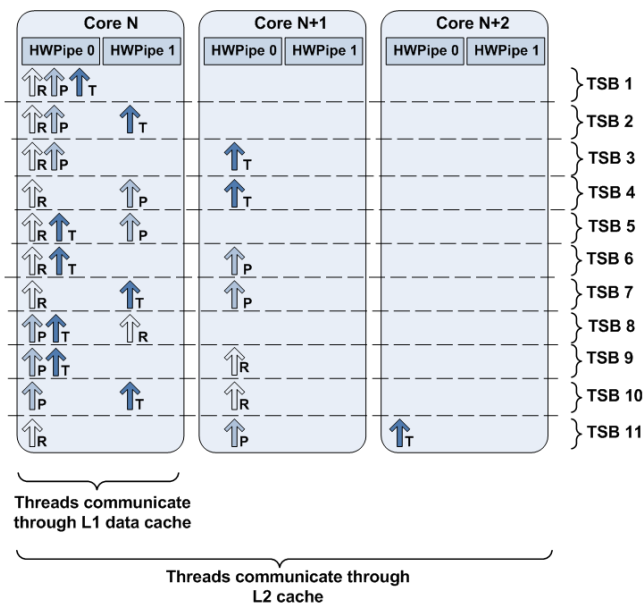 Core N Core N+1 Core N+2
HWPipe 0 HWPipe 1 HWPipe 0 HWPipe 1 HWPipe 0 HWPipe 1
R P T TSB 1
R P T TSB 2
R P T TSB 3
R P T TSB 4
R T P TSB 5
R T P TSB 6
R T P TSB 7
P T R TSB 8
P T R TSB 9
P T R TSB 10
R P T TSB 11
Threads communicate
through L1 data cache
Threads communicate through
L2 cache